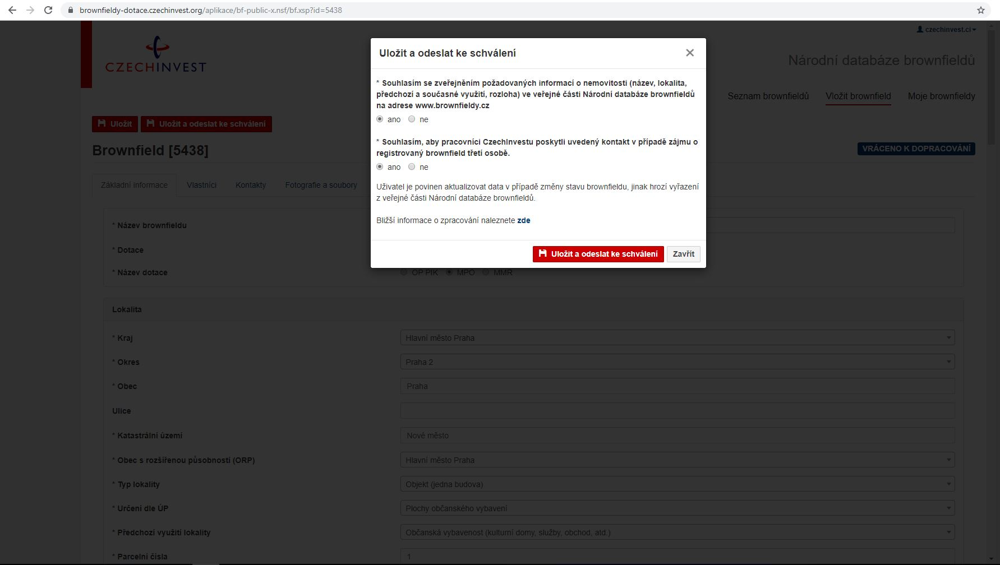 brownfieldy-dotace.czechinvest.org/aplikace/bf-public-x.nsf/bf.xsp?id=5438
czechinvest.ci
CZECHINVEST
Národní databáze brownfieldů
Seznam brownfieldů Vložit brownfield Moje brownfieldy
Uložit Uložit a odeslat ke schválení
Brownfield [5438]
VRÁCENO K DOPRACOVÁNÍ
Základní informace Vlastníci Kontakty Fotografie a soubory
Uložit a odeslat ke schválení
* Souhlasím se zveřejněním požadovaných informací o nemovitosti (název, lokalita,
předchozí a současné využití, rozloha) ve veřejné části Národní databáze brownfieldů
na adrese www.brownfieldy.cz
ano ne
* Souhlasím, aby pracovníci CzechInvestu poskytli uvedený kontakt v případě zájmu o
registrovaný brownfield třetí osobě.
ano ne
Uživatel je povinen aktualizovat data v případě změny stavu brownfieldu, jinak hrozí vyřazení
z veřejné části Národní databáze brownfieldů.
Bližší informace o zpracování naleznete zde
Uložit a odeslat ke schválení Zavřít
* Název brownfieldu
* Dotace
* Název dotace OP PIK MPO MMR
Lokalita
* Kraj Hlavní město Praha
* Okres Praha 2
* Obec Praha
Ulice
* Katastrální území Nové město
* Obec s rozšířenou působností (ORP) Hlavní město Praha
* Typ lokality Objekt (jedna budova)
* Určení dle ÚP Plochy občanského vybavení
* Předchozí využití lokality Občanská vybavenost (kulturní domy, služby, obchod, atd.)
* Parcelní čísla 1